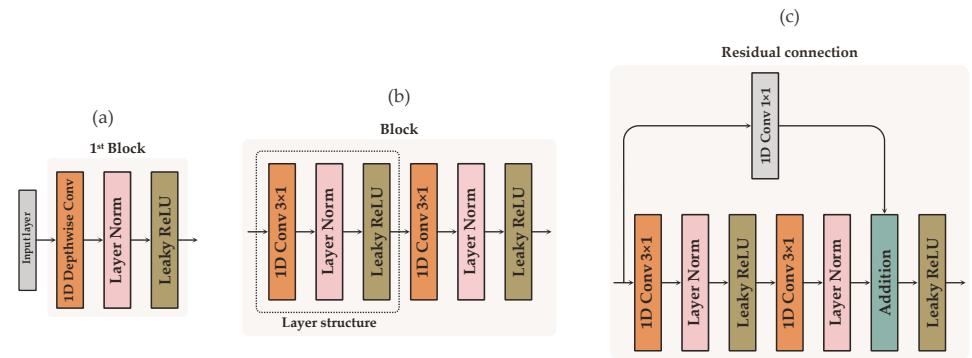 (a)
1st Block
Input layer
1D Depthwise Conv
Layer Norm
Leaky ReLU
(b)
Block
1D Conv 3×1
Layer Norm
Leaky ReLU
1D Conv 3×1
Layer Norm
Leaky ReLU
Layer structure
(c)
Residual connection
1D Conv 1×1
1D Conv 3×1
Layer Norm
Leaky ReLU
1D Conv 3×1
Layer Norm
Addition
Leaky ReLU